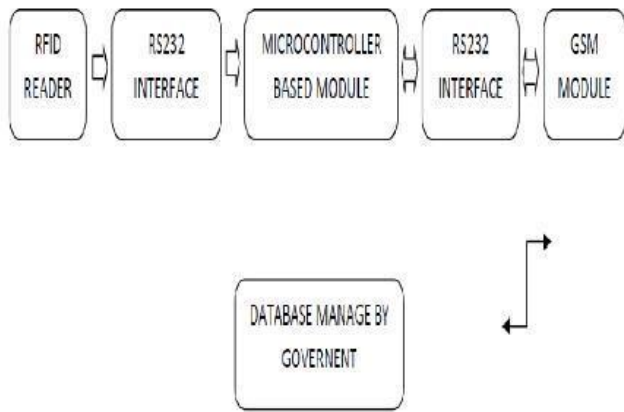 RFID
READER
RS232
INTERFACE
MICROCONTROLLER
BASED MODULE
RS232
INTERFACE
GSM
MODULE
DATABASE MANAGE BY
GOVERNENT